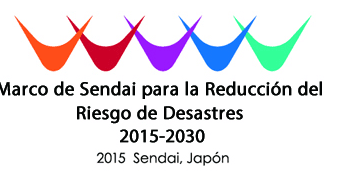 Marco de Sendai para la Reducción del
Riesgo de Desastres
2015-2030
2015 Sendai, Japón